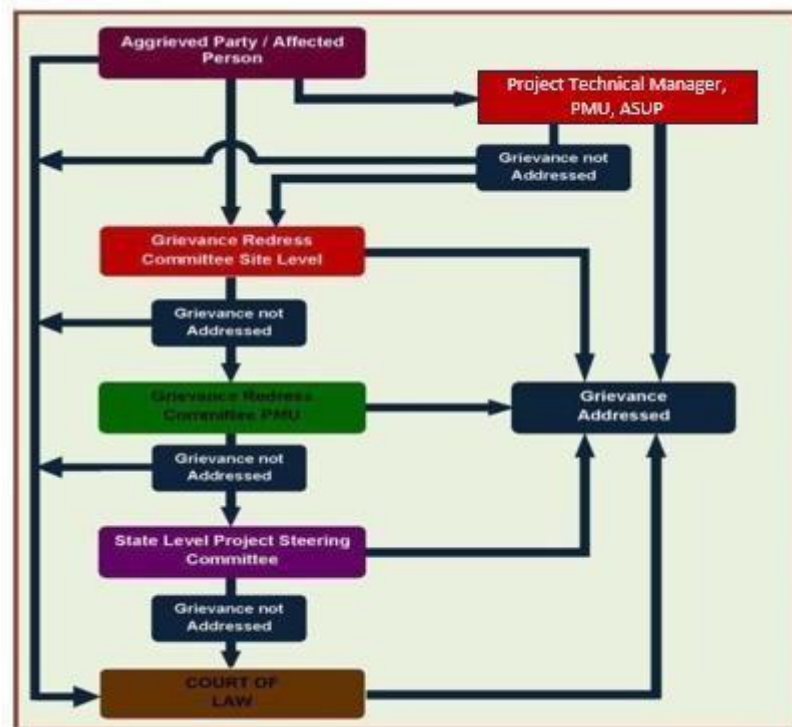 Aggrieved Party / Affected
Person
Project Technical Manager,
PMU, ASUP
Grievance not
Addressed
Grievance Redress
Committee Site Level
Grievance not
Addressed
Grievance Redress
Committee PMU
Grievance
Addressed
Grievance not
Addressed
State Level Project Steering
Committee
Grievance not
Addressed
COURT OF
LAW